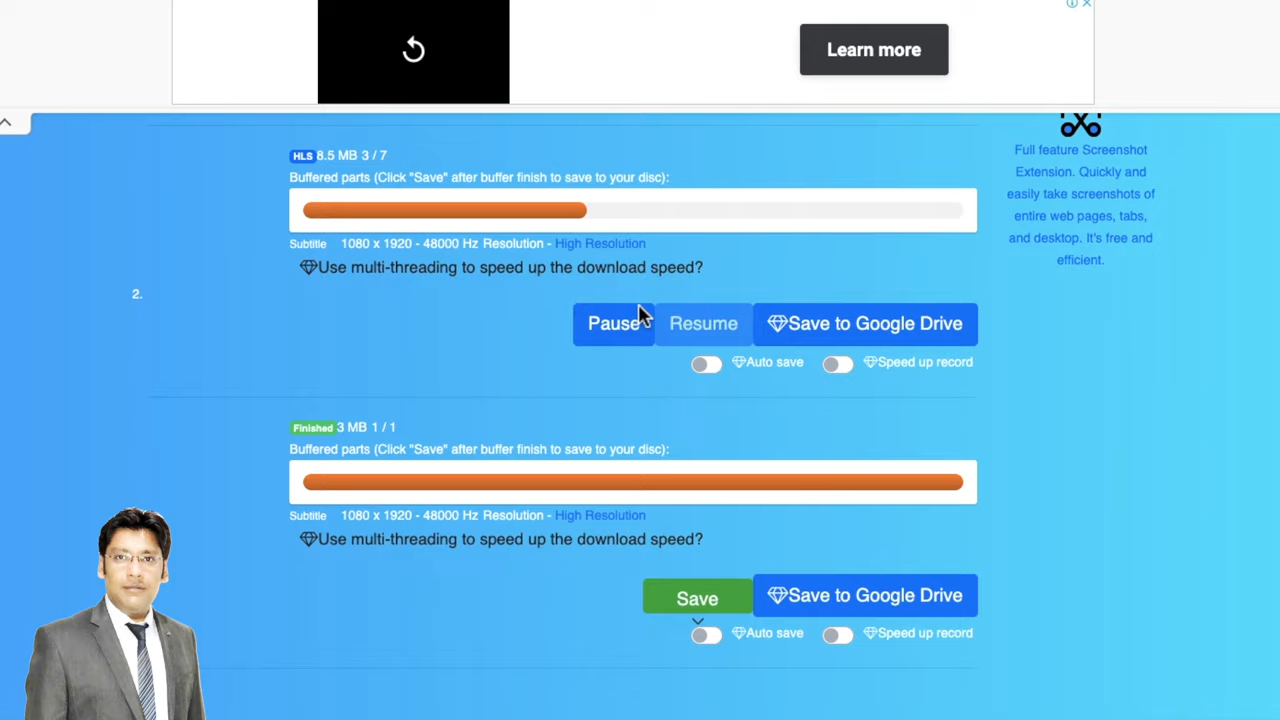 Learn more
Full feature Screenshot
Extension. Quickly and
easily take screenshots of
entire web pages, tabs,
and desktop. It's free and
efficient.
HLS 8.5 MB 3 / 7
Buffered parts (Click "Save" after buffer finish to save to your disc):
Subtitle 1080 x 1920 - 48000 Hz Resolution - High Resolution
Use multi-threading to speed up the download speed?
2.
Pause Resume Save to Google Drive
Auto save Speed up record
Finished 3 MB 1 / 1
Buffered parts (Click "Save" after buffer finish to save to your disc):
Subtitle 1080 x 1920 - 48000 Hz Resolution - High Resolution
Use multi-threading to speed up the download speed?
Save Save to Google Drive
Auto save Speed up record